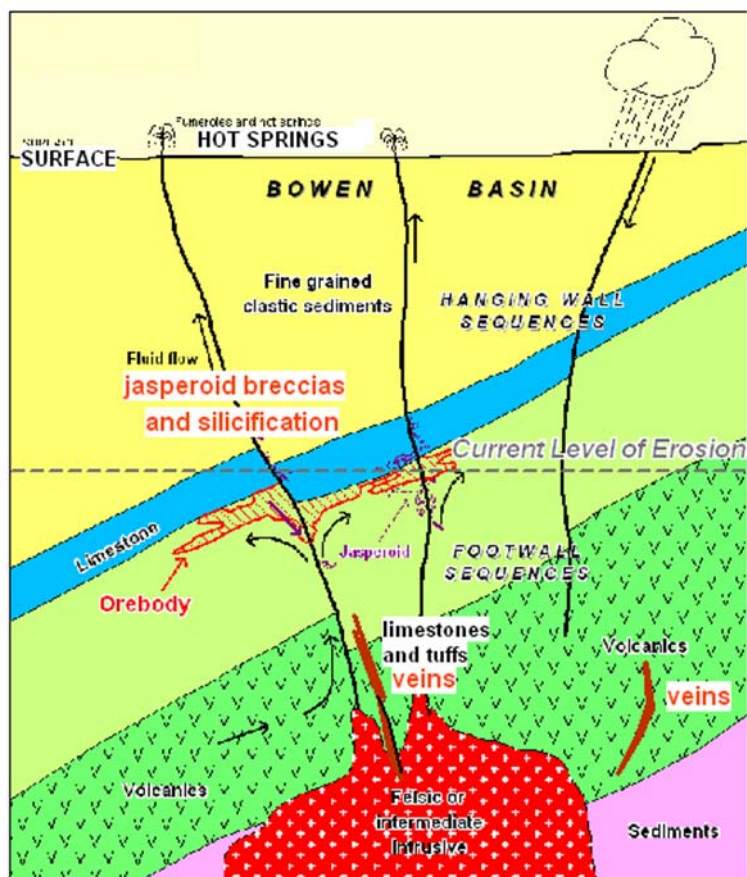 Fumeroles and hot springs
HOT SPRINGS
SURFACE
BOWEN BASIN
Fine grained
clastic sediments
HANGING WALL
SEQUENCES
Fluid flow
jasperoid breccias
and silicification
Current Level of Erosion
Limestone
Jasperoid
FOOTWALL
SEQUENCES
Orebody
limestones
and tuffs
veins
Volcanics
veins
Volcanics
Felsic or
intermediate
Intrusive
Sediments